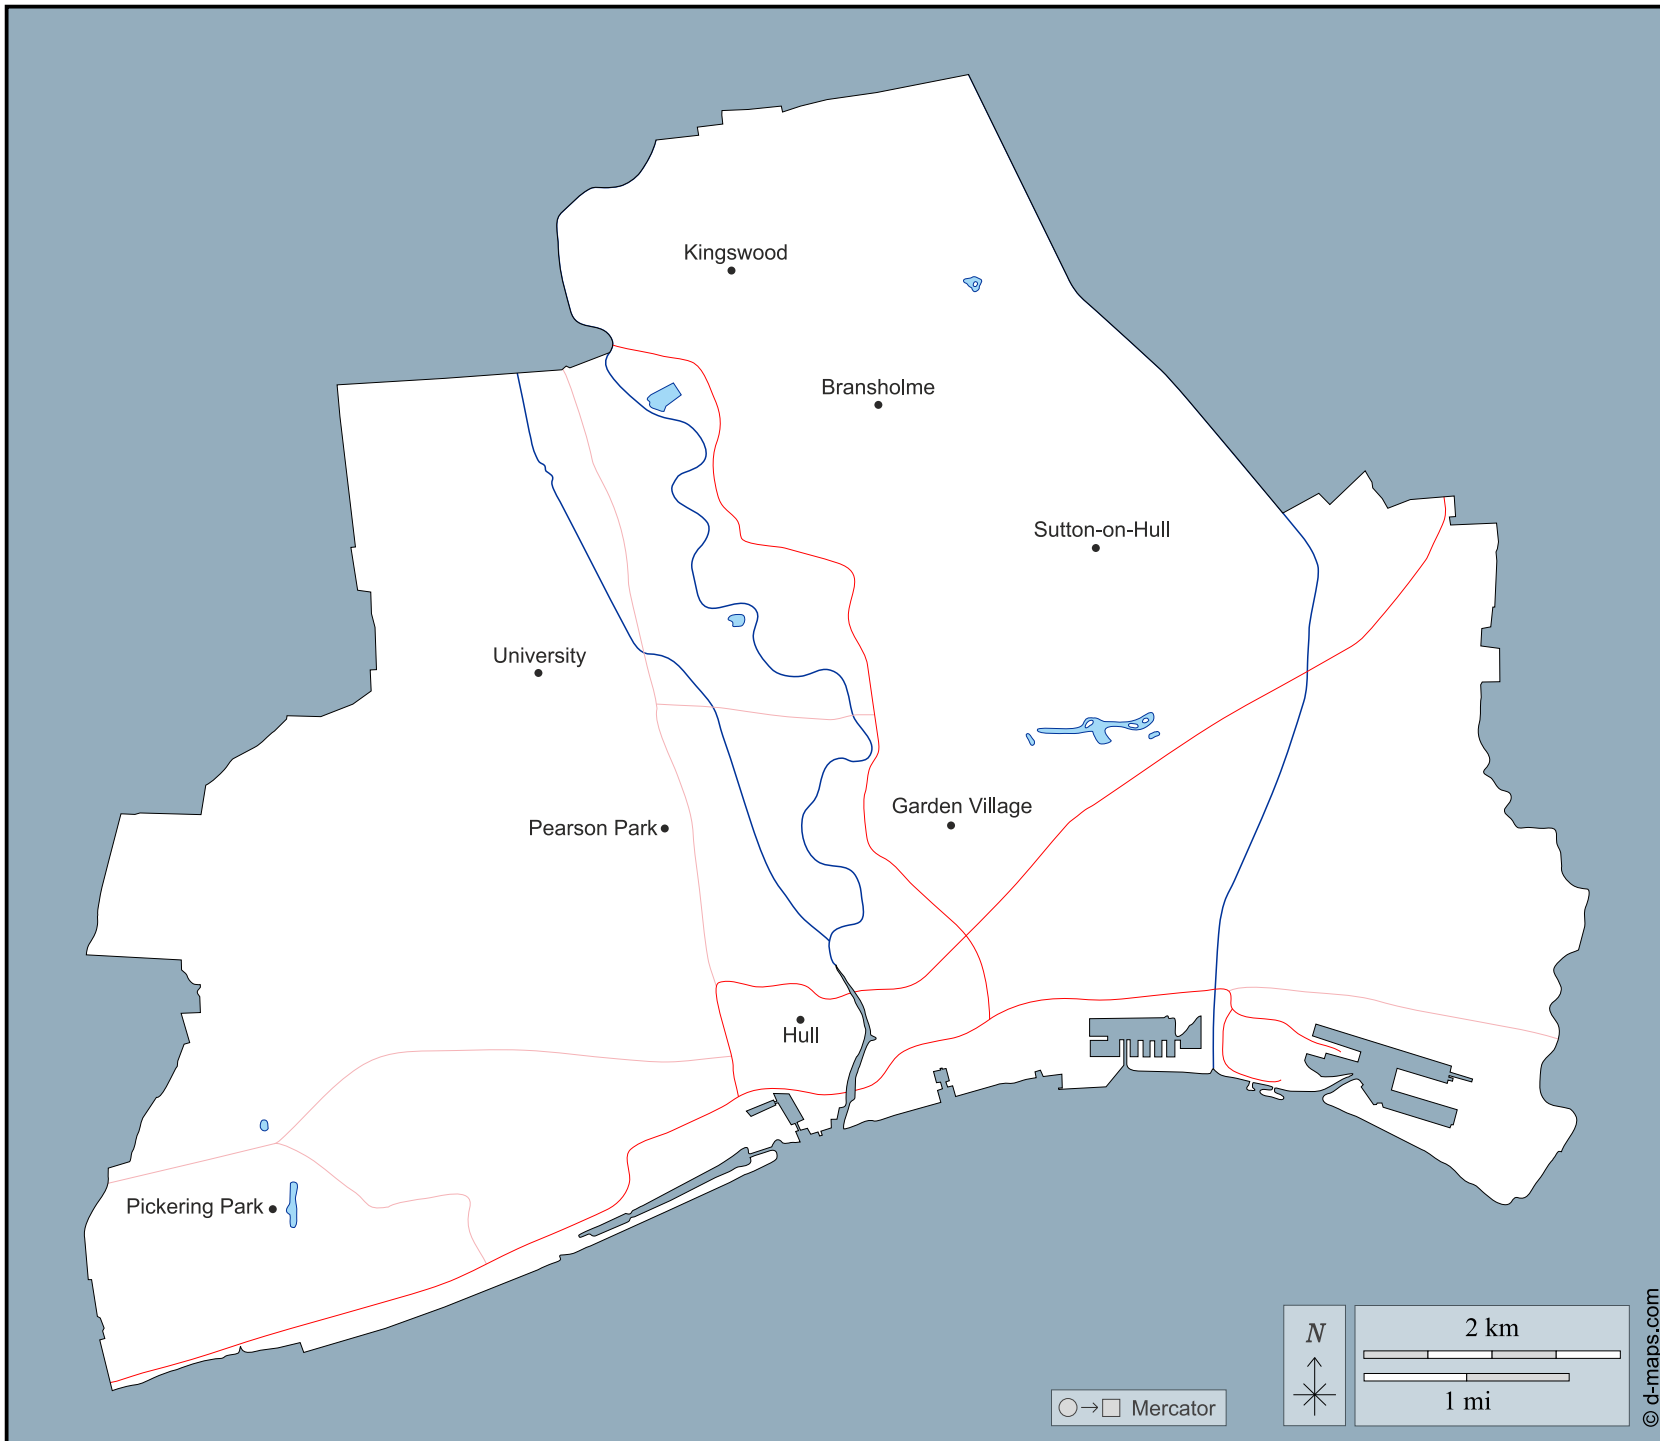 Kingswood
Bransholme
Sutton-on-Hull
University
Garden Village
Pearson Park
Hull
Pickering Park
N
2 km
1 mi
Mercator
© d-maps.com